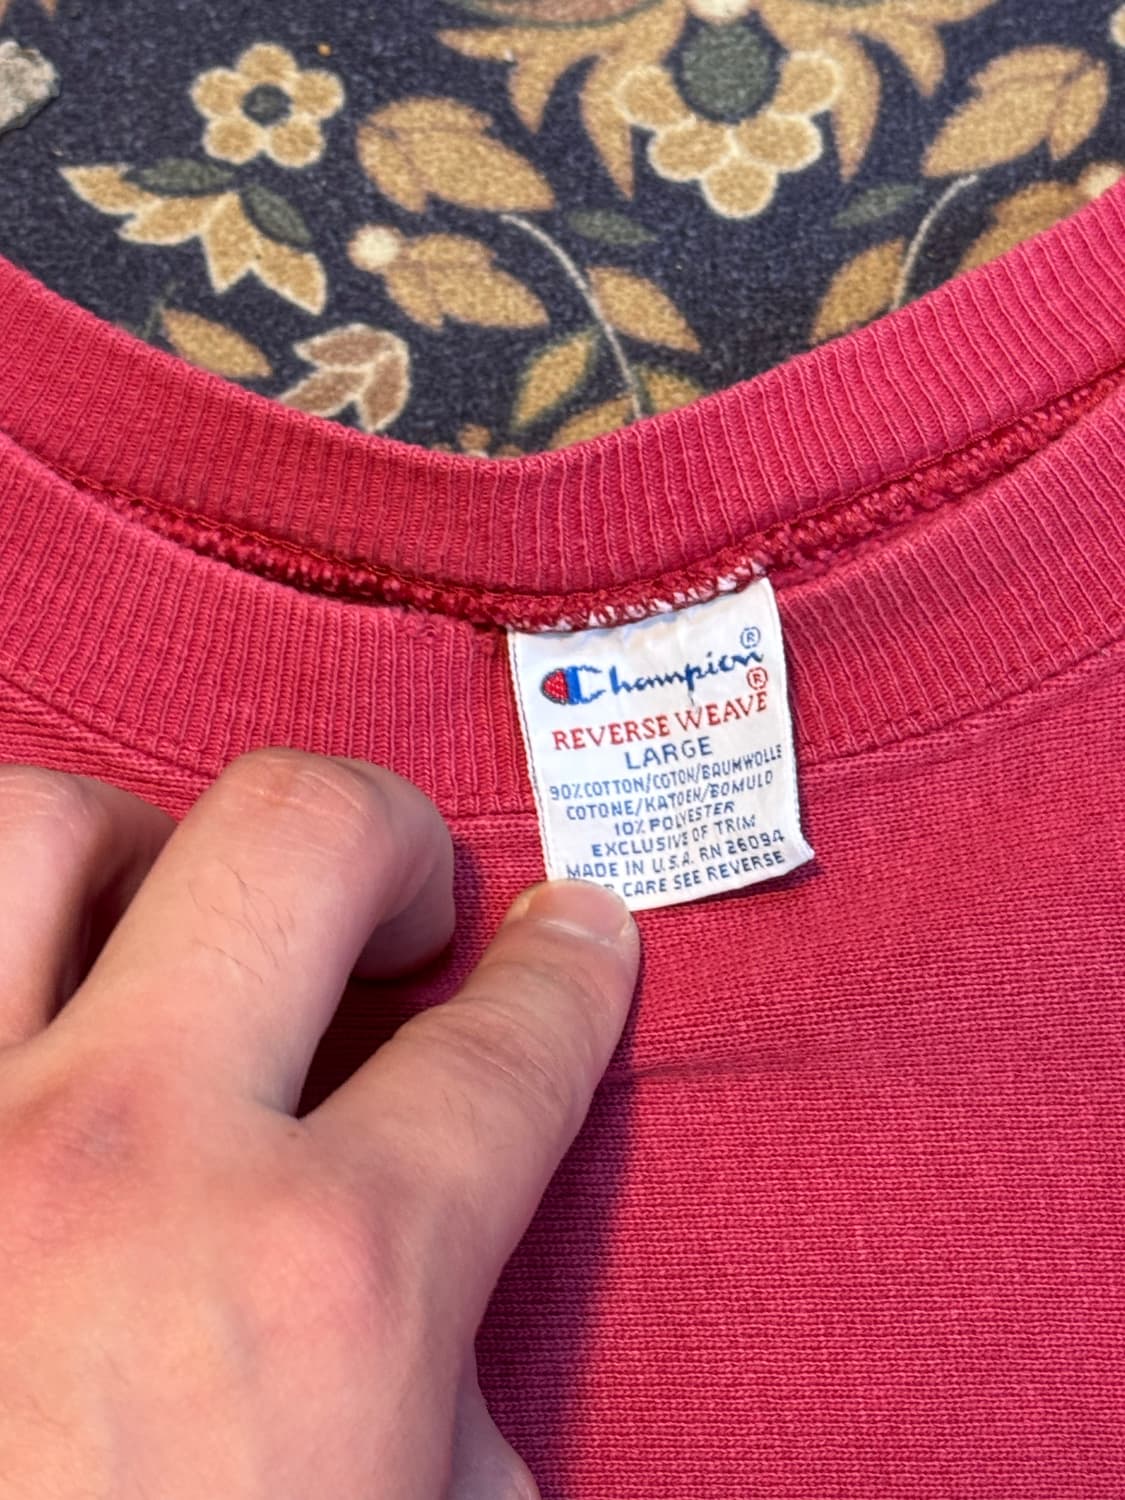 Champion®
REVERSE WEAVE®
LARGE
90% COTTON/COTON/BAUMWOLLE
COTONE/KATOEN/BOMULD
10% POLYESTER
EXCLUSIVE OF TRIM
MADE IN U.S.A. RN 26094
CARE SEE REVERSE